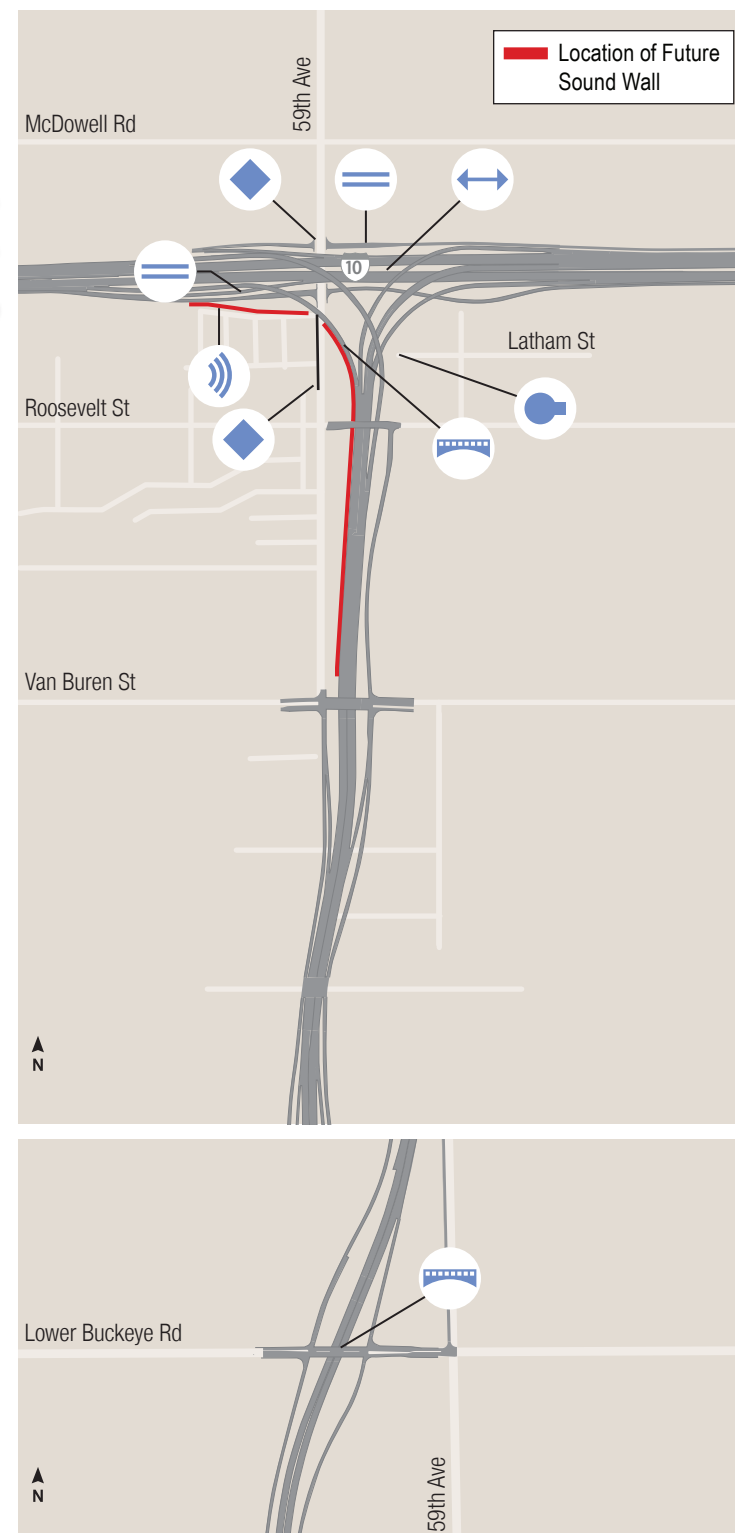 Location of Future
Sound Wall
59th Ave
McDowell Rd
10
Latham St
Roosevelt St
Van Buren St
N
Lower Buckeye Rd
59th Ave
N